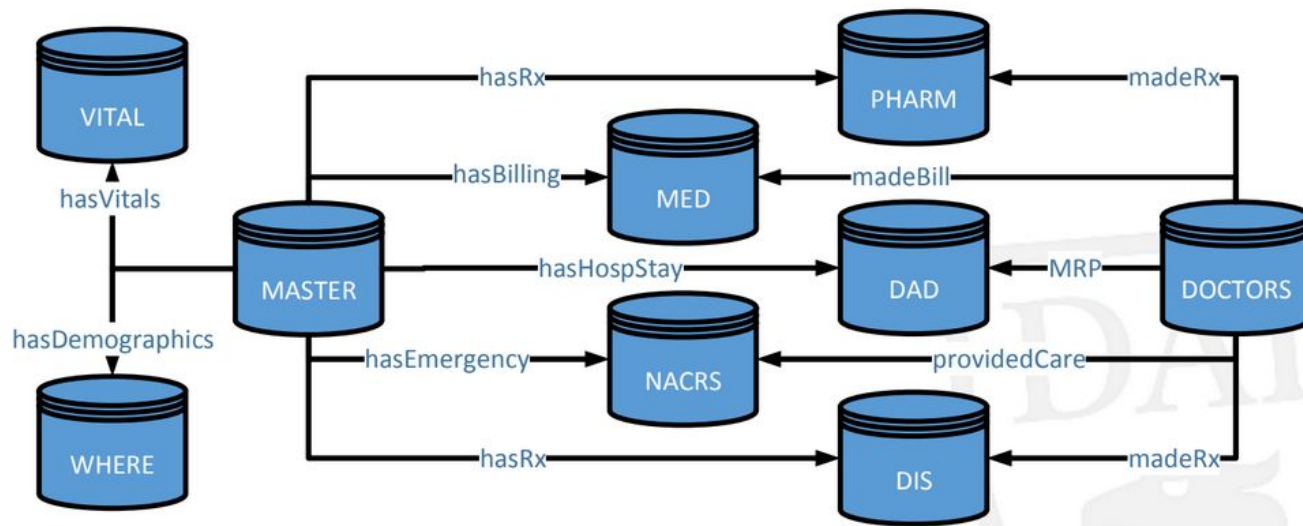 VITAL
hasVitals
hasDemographics
WHERE
MASTER
hasRx
hasBilling
hasHospStay
hasEmergency
hasRx
PHARM
MED
DAD
NACRS
DIS
madeRx
madeBill
MRP
providedCare
madeRx
DOCTORS